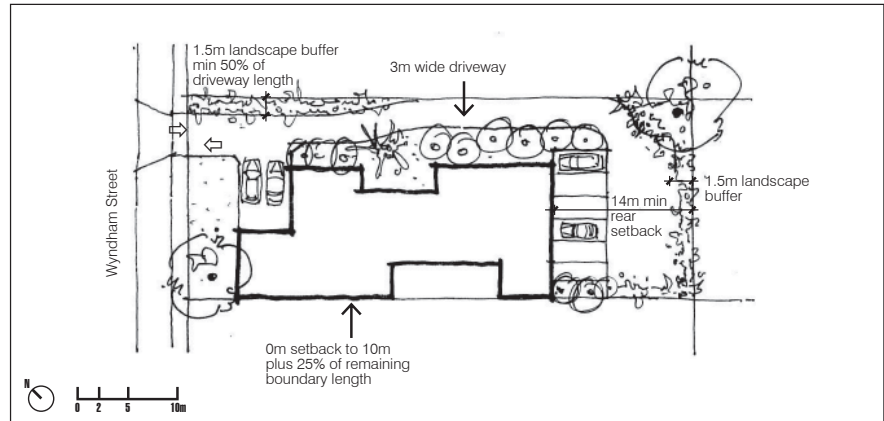 1.5m landscape buffer
min 50% of
driveway length
3m wide driveway
Wyndham Street
14m min
rear
setback
1.5m landscape
buffer
0m setback to 10m
plus 25% of remaining
boundary length
N
0 2 5 10m